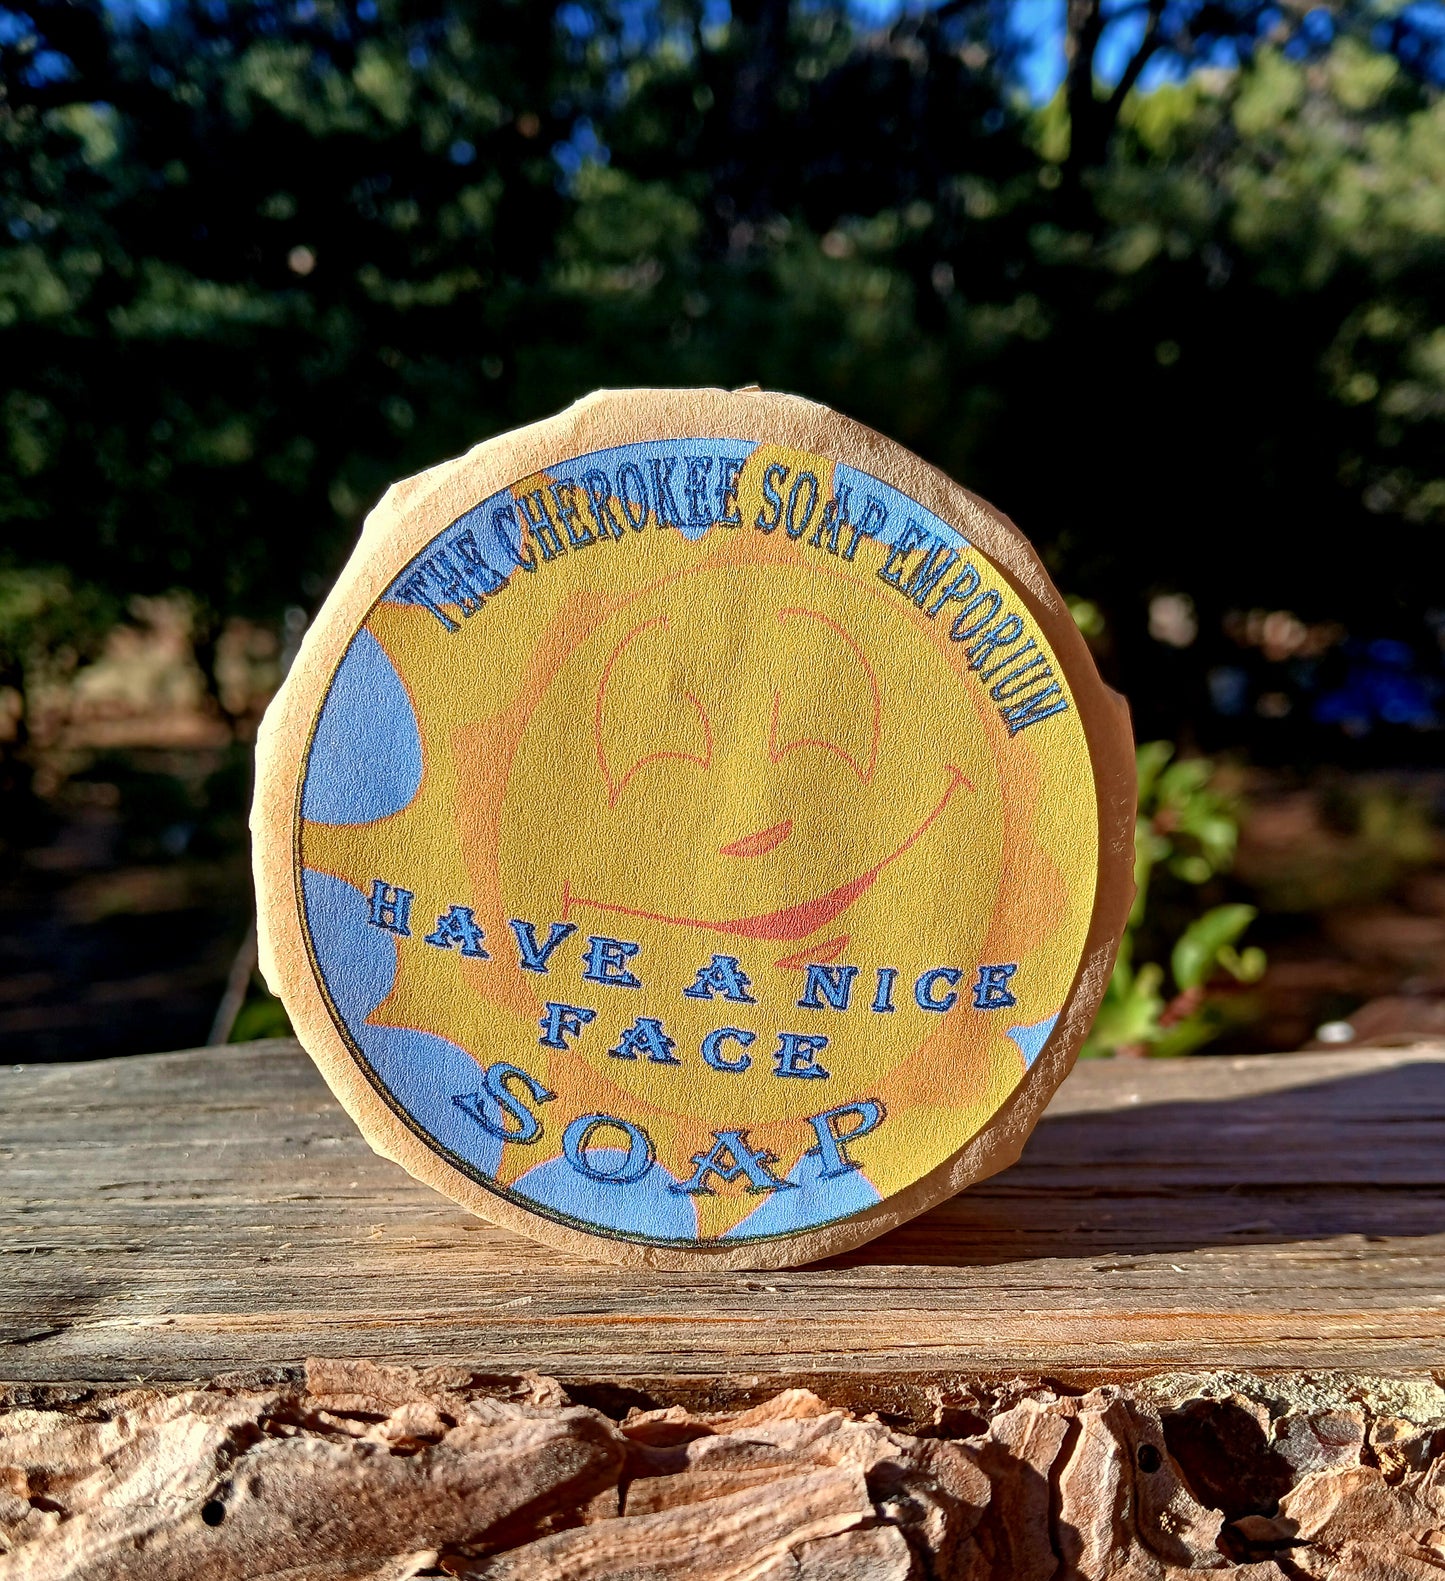 THE CHEROKEE SOAP EMPORIUM
HAVE A NICE
FACE
SOAP